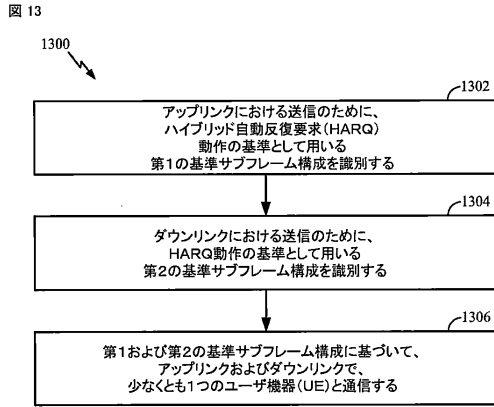 図 13
1300
1302
アップリンクにおける送信のために、
ハイブリッド自動反復要求(HARQ)
動作の基準として用いる
第1の基準サブフレーム構成を識別する
1304
ダウンリンクにおける送信のために、
HARQ動作の基準として用いる
第2の基準サブフレーム構成を識別する
1306
第1および第2の基準サブフレーム構成に基づいて、
アップリンクおよびダウンリンクで、
少なくとも1つのユーザ機器(UE)と通信する